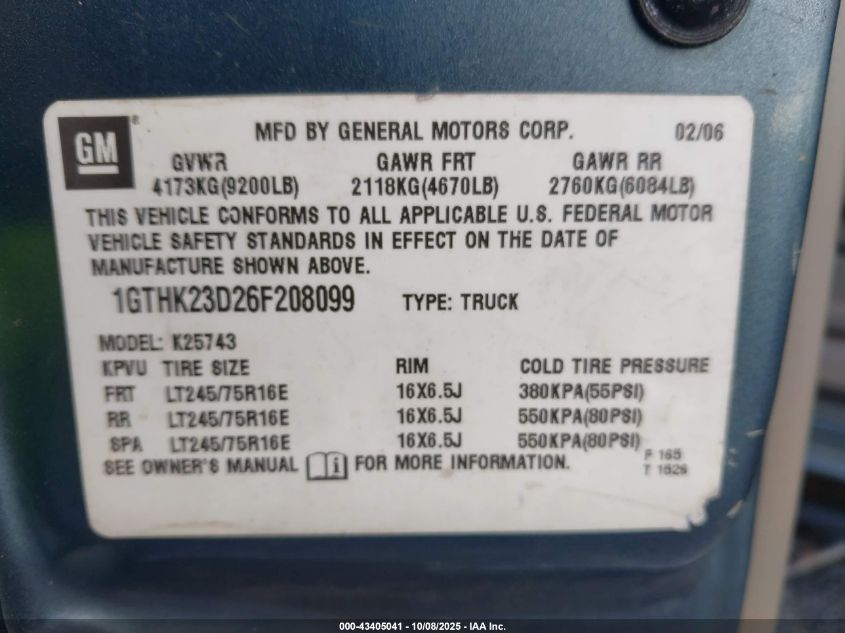 GM ®
MFD BY GENERAL MOTORS CORP. 02/06
GVWR GAWR FRT GAWR RR
4173KG(9200LB) 2118KG(4670LB) 2760KG(6084LB)
THIS VEHICLE CONFORMS TO ALL APPLICABLE U.S. FEDERAL MOTOR
VEHICLE SAFETY STANDARDS IN EFFECT ON THE DATE OF
MANUFACTURE SHOWN ABOVE.
1GTHK23D26F208099 TYPE: TRUCK
MODEL: K25743
KPVU TIRE SIZE RIM COLD TIRE PRESSURE
FRT LT245/75R16E 16X6.5J 380KPA(55PSI)
RR LT245/75R16E 16X6.5J 550KPA(80PSI)
SPA LT245/75R16E 16X6.5J 550KPA(80PSI)
SEE OWNER'S MANUAL i FOR MORE INFORMATION.
F 165
T 1526
000-43405041 - 10/08/2025 - IAA Inc.